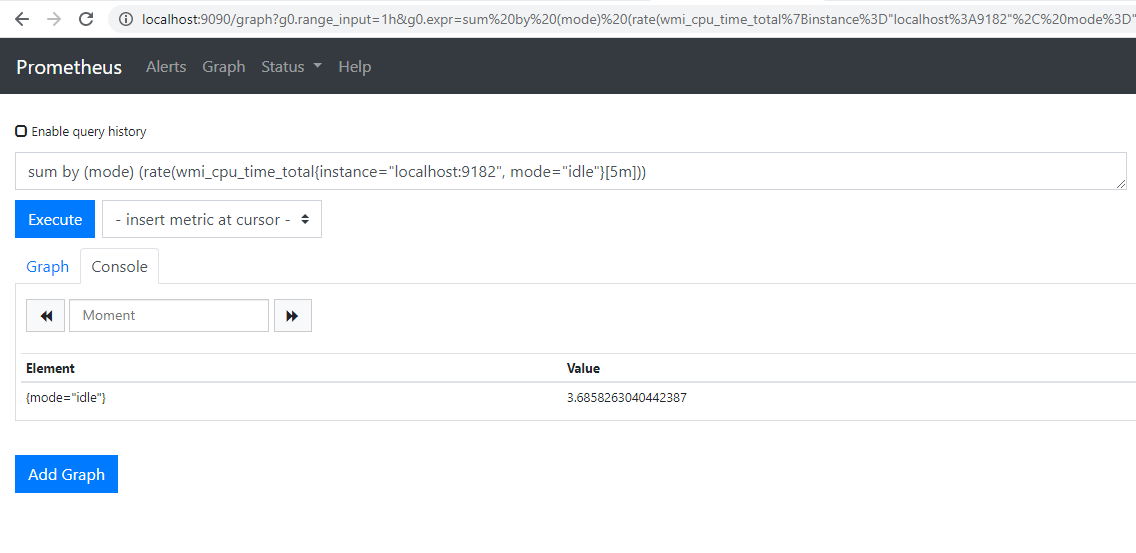 localhost:9090/graph?g0.range_input=1h&g0.expr=sum%20by%20(mode)%20(rate(wmi_cpu_time_total%7Binstance%3D"localhost%3A9182"%2C%20mode%3D"
Prometheus Alerts Graph Status Help
Enable query history
sum by (mode) (rate(wmi_cpu_time_total{instance="localhost:9182", mode="idle"}[5m]))
Execute - insert metric at cursor -
Graph Console
Moment
Element Value
{mode="idle"} 3.6858263040442387
Add Graph